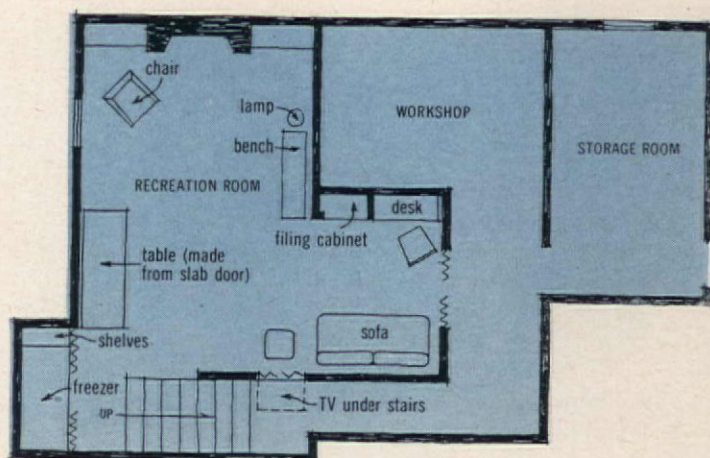 chair
lamp
WORKSHOP
bench
STORAGE ROOM
RECREATION ROOM
desk
filing cabinet
table (made
from slab door)
sofa
shelves
freezer
UP
TV under stairs